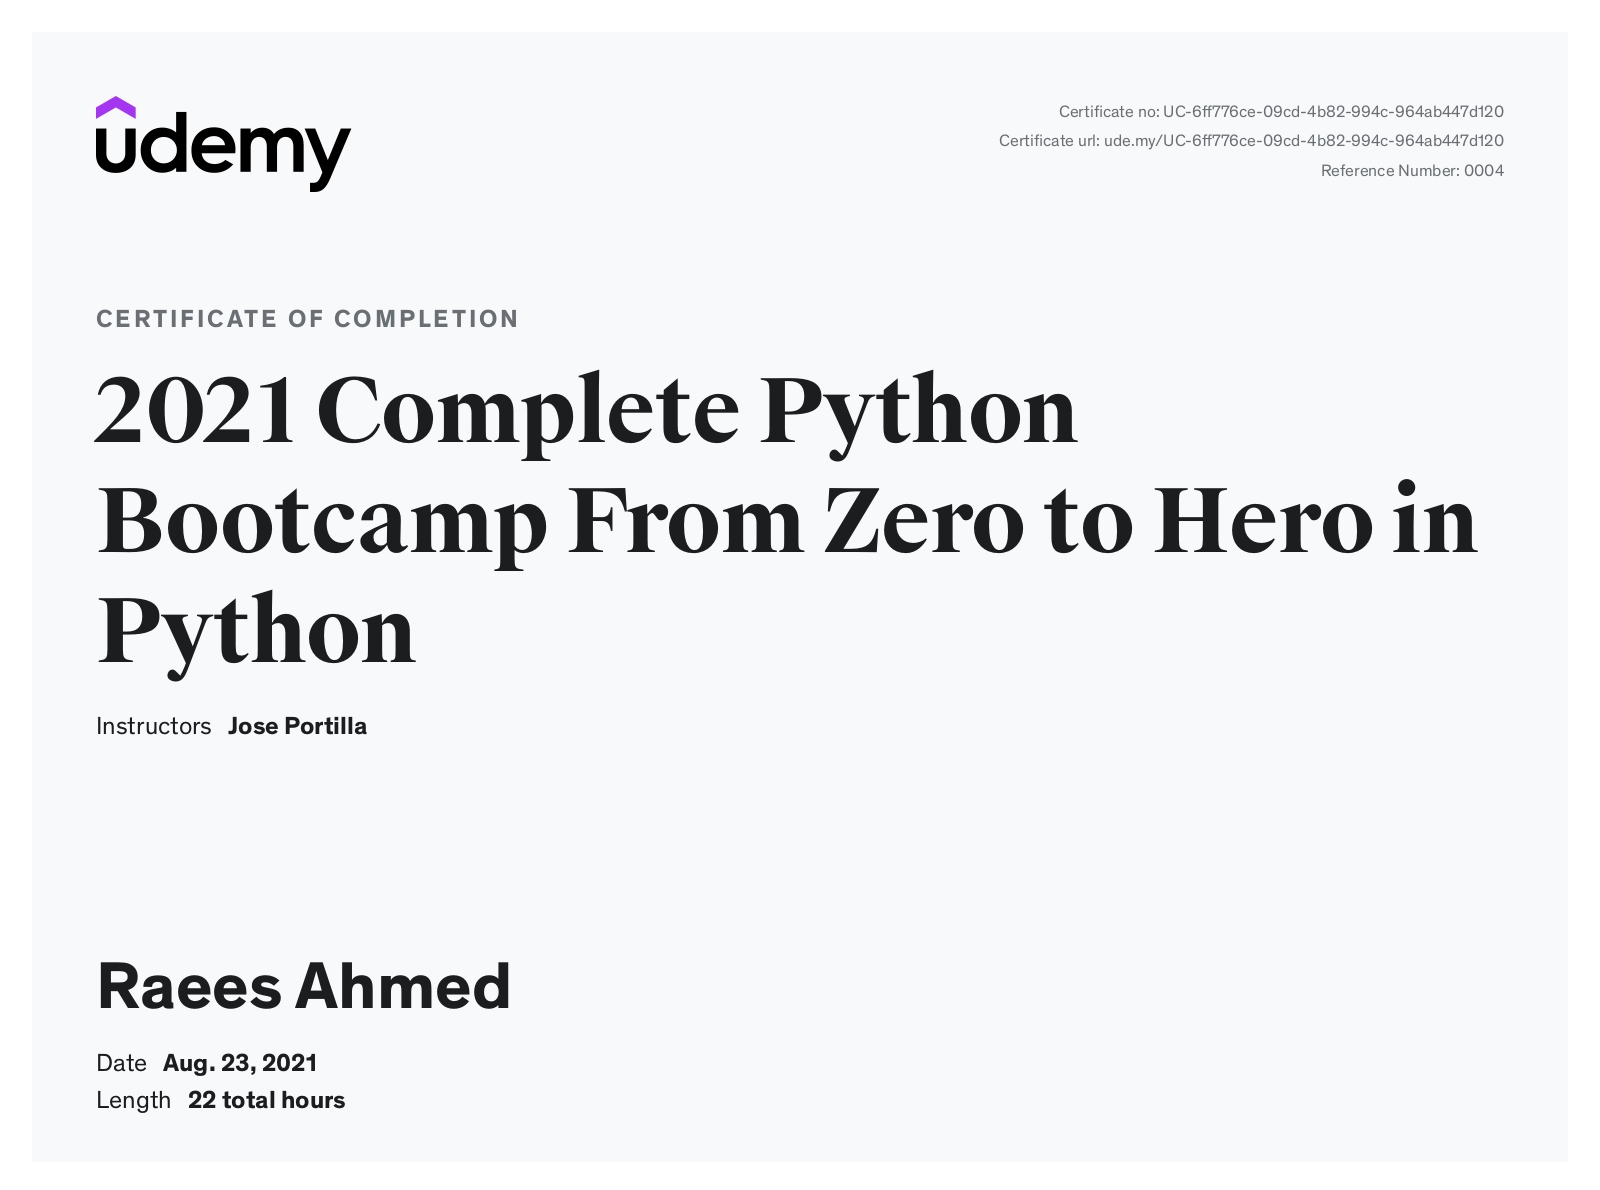 udemy
Certificate no: UC-6ff776ce-09cd-4b82-994c-964ab447d120
Certificate url: ude.my/UC-6ff776ce-09cd-4b82-994c-964ab447d120
Reference Number: 0004
CERTIFICATE OF COMPLETION
2021 Complete Python
Bootcamp From Zero to Hero in
Python
Instructors Jose Portilla
Raees Ahmed
Date Aug. 23, 2021
Length 22 total hours